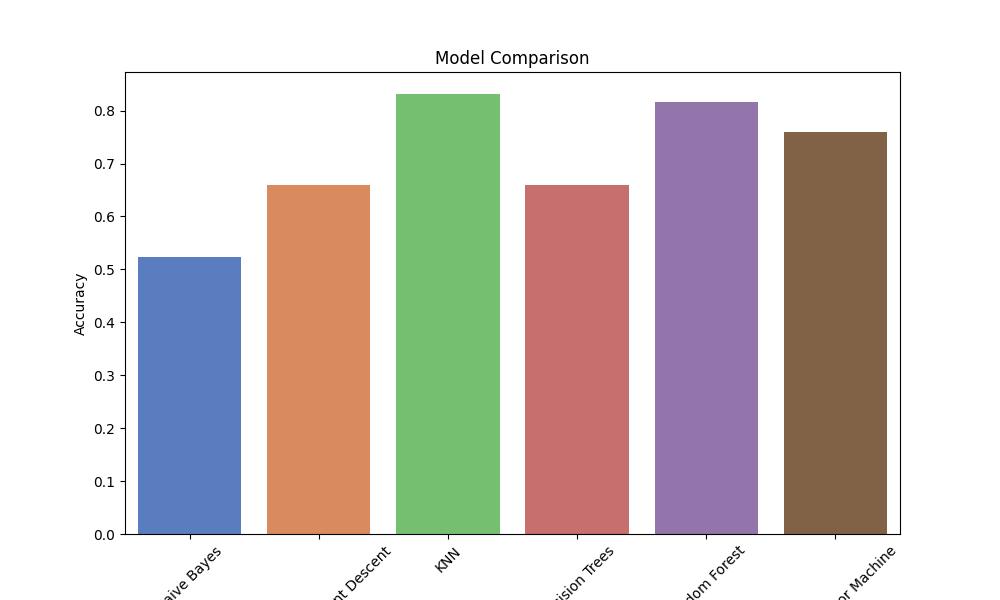 Model Comparison
Accuracy
0.8
0.7
0.6
0.5
0.4
0.3
0.2
0.1
0.0
aive Bayes
nt Descent
KNN
ision Trees
dom Forest
or Machine